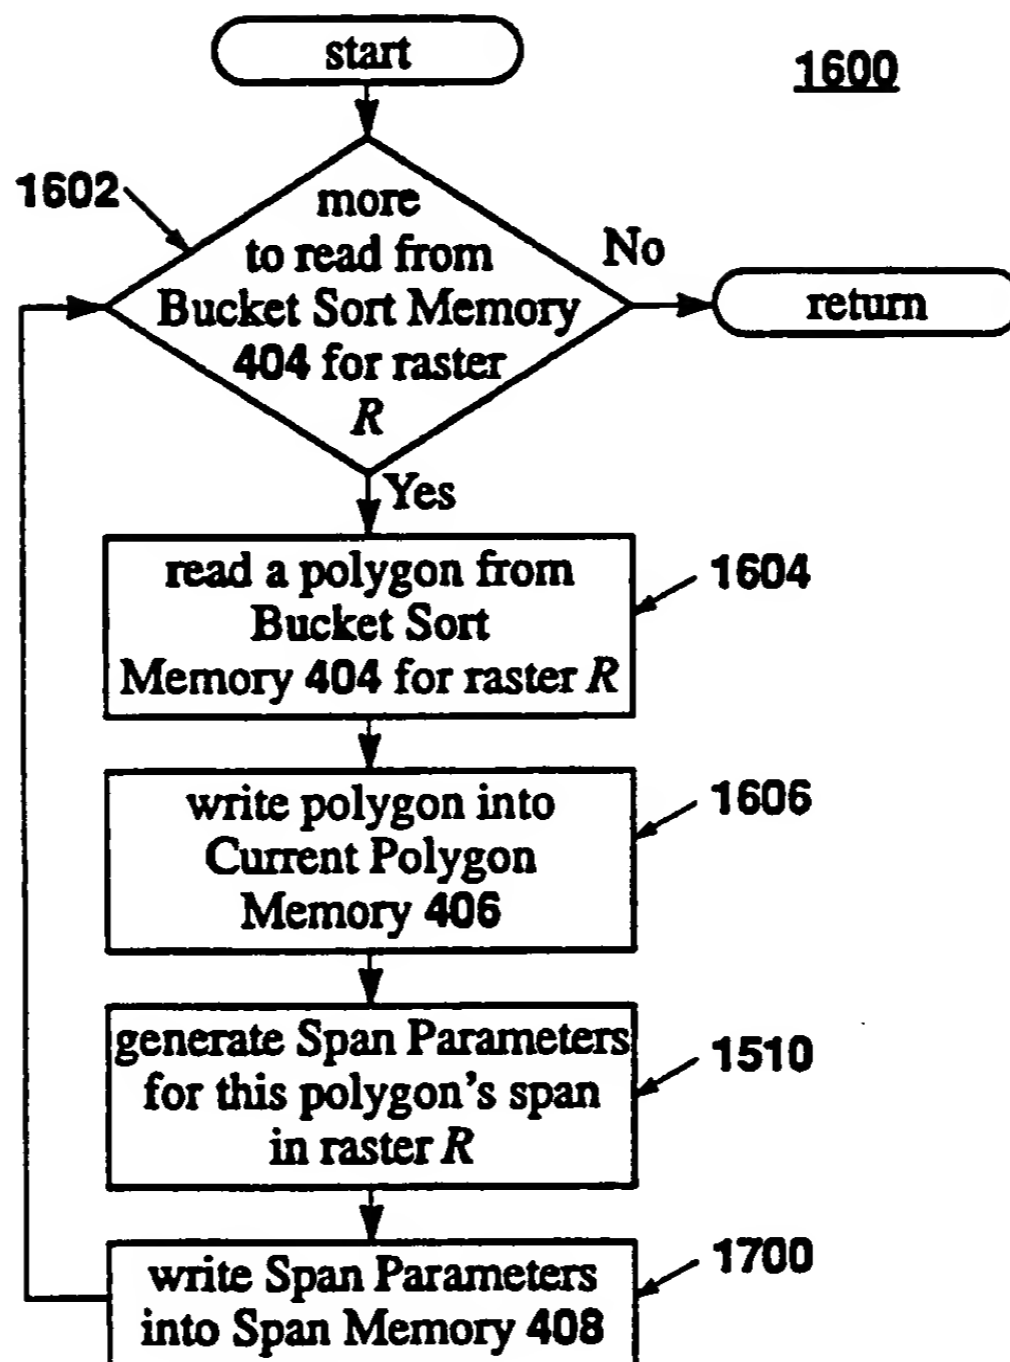 start
1600
1602
more
to read from
Bucket Sort Memory
404 for raster
R
No
return
Yes
read a polygon from
Bucket Sort
Memory 404 for raster R
1604
write polygon into
Current Polygon
Memory 406
1606
generate Span Parameters
for this polygon's span
in raster R
1510
write Span Parameters
into Span Memory 408
1700